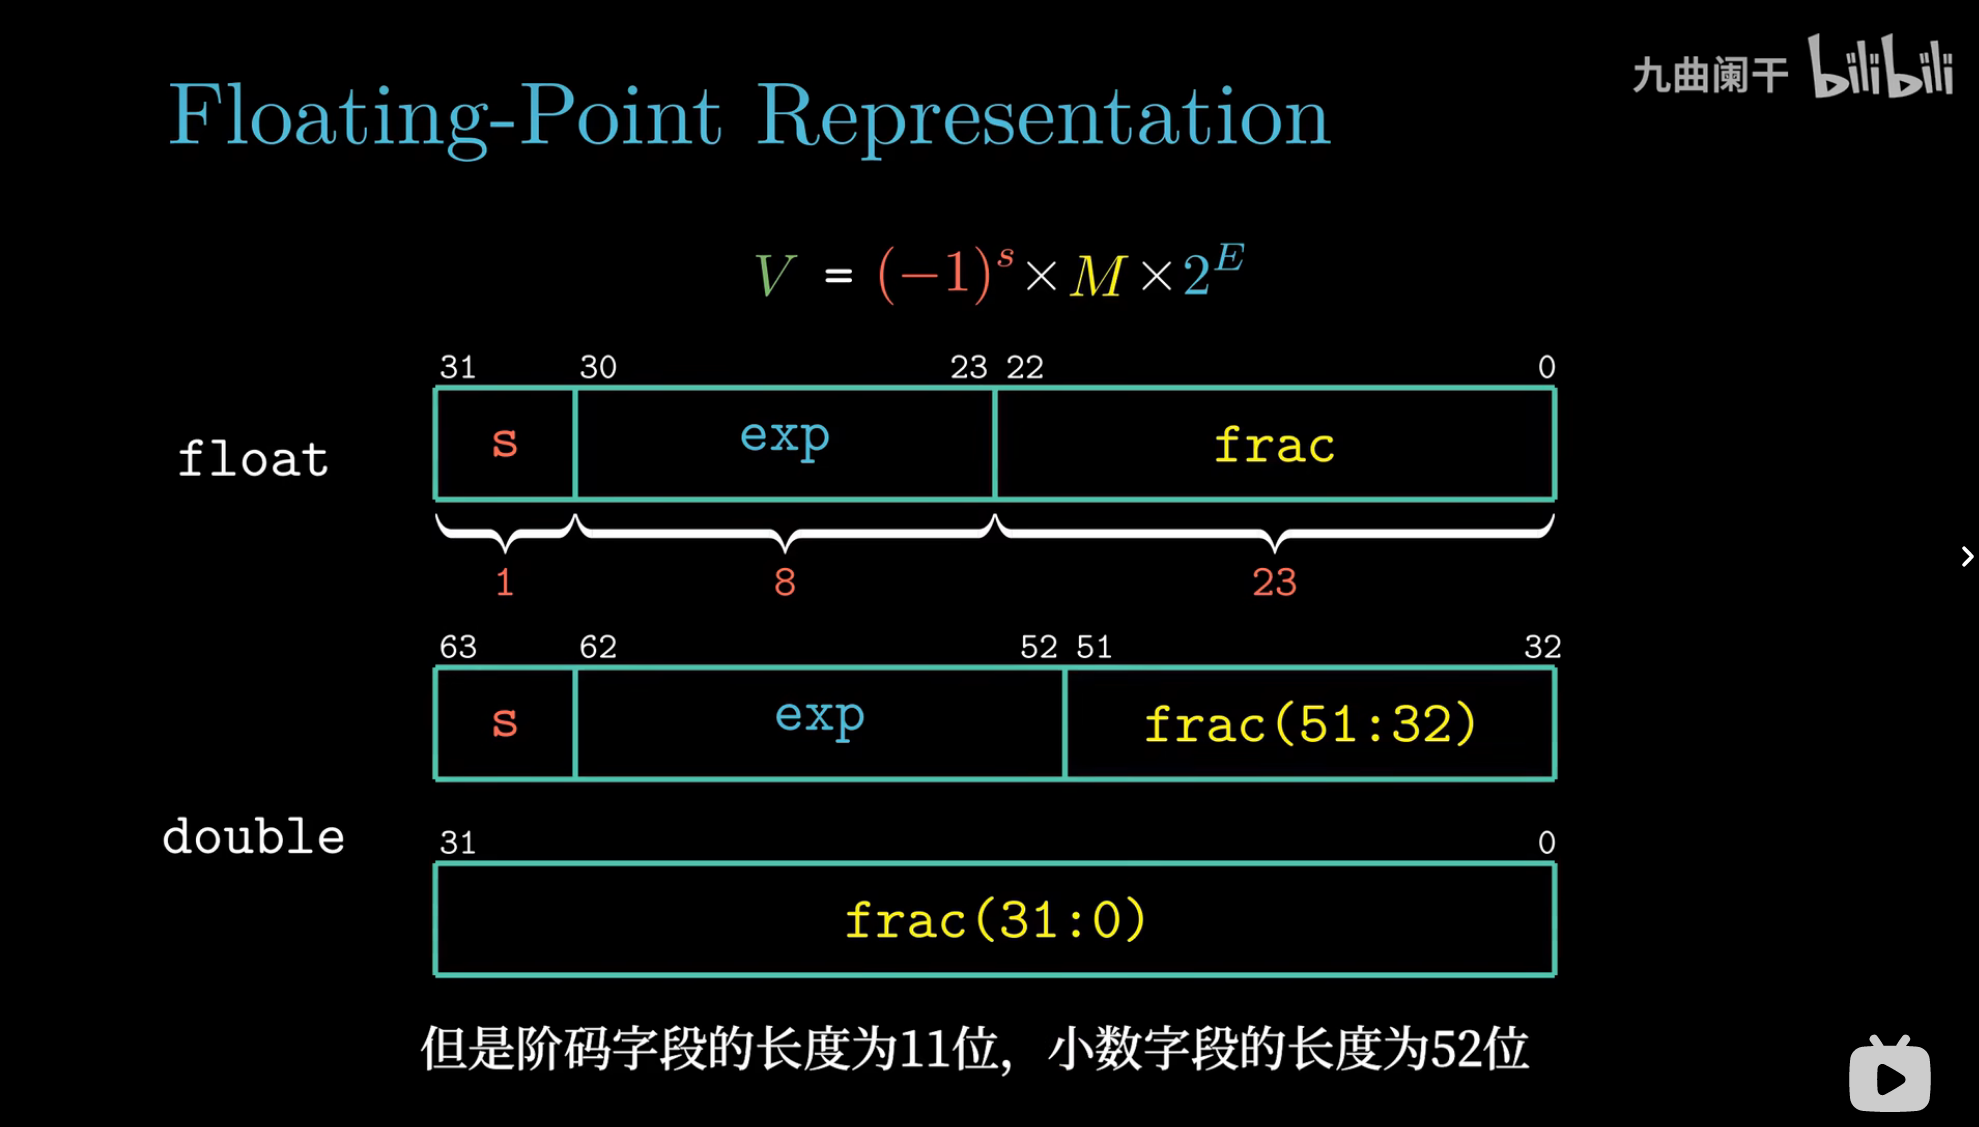 九曲阑干 bilibili
Floating-Point Representation
V = (−1)^s × M × 2^E
31 30 23 22 0
float s exp frac
1 8 23
63 62 52 51 32
s exp frac(51:32)
double
31 0
frac(31:0)
但是阶码字段的长度为11位，小数字段的长度为52位